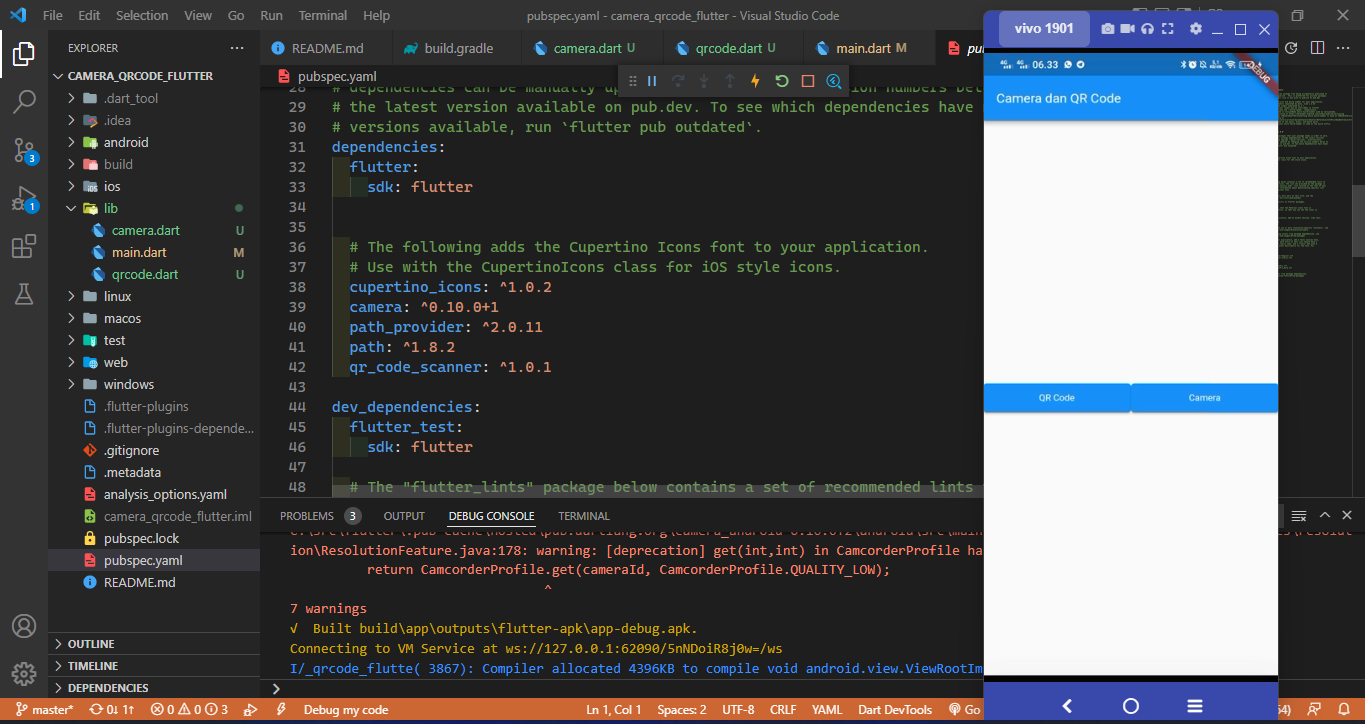 File Edit Selection View Go Run Terminal Help
pubspec.yaml - camera_qrcode_flutter - Visual Studio Code
EXPLORER
CAMERA_QRCODE_FLUTTER
.dart_tool
.idea
android
build
ios
lib
camera.dart U
main.dart M
qrcode.dart U
linux
macos
test
web
windows
.flutter-plugins
.flutter-plugins-depende...
.gitignore
.metadata
analysis_options.yaml
camera_qrcode_flutter.iml
pubspec.lock
pubspec.yaml
README.md
OUTLINE
TIMELINE
DEPENDENCIES
3
1
README.md
build.gradle
camera.dart U
qrcode.dart U
main.dart M
pubspec.yaml
28 # dependencies can be manually
29 # the latest version available on pub.dev. To see which dependencies have
30 # versions available, run `flutter pub outdated`.
31 dependencies:
32 flutter:
33 sdk: flutter
34
35
36 # The following adds the Cupertino Icons font to your application.
37 # Use with the CupertinoIcons class for iOS style icons.
38 cupertino_icons: ^1.0.2
39 camera: ^0.10.0+1
40 path_provider: ^2.0.11
41 path: ^1.8.2
42 qr_code_scanner: ^1.0.1
43
44 dev_dependencies:
45 flutter_test:
46 sdk: flutter
47
48 # The "flutter_lints" package below contains a set of recommended lints
PROBLEMS 3 OUTPUT DEBUG CONSOLE TERMINAL
ion\ResolutionFeature.java:178: warning: [deprecation] get(int,int) in CamcorderProfile ha
return CamcorderProfile.get(cameraId, CamcorderProfile.QUALITY_LOW);
^
7 warnings
√ Built build\app\outputs\flutter-apk\app-debug.apk.
Connecting to VM Service at ws://127.0.0.1:62090/5nNDoiR8j0w=/ws
I/_qrcode_flutte( 3867): Compiler allocated 4396KB to compile void android.view.ViewRootIm
vivo 1901
06.33
DEBUG
Camera dan QR Code
QR Code
Camera
master* 0↓ 1↑ 0 0 3 Debug my code
Ln 1, Col 1 Spaces: 2 UTF-8 CRLF YAML Dart DevTools Go
64)